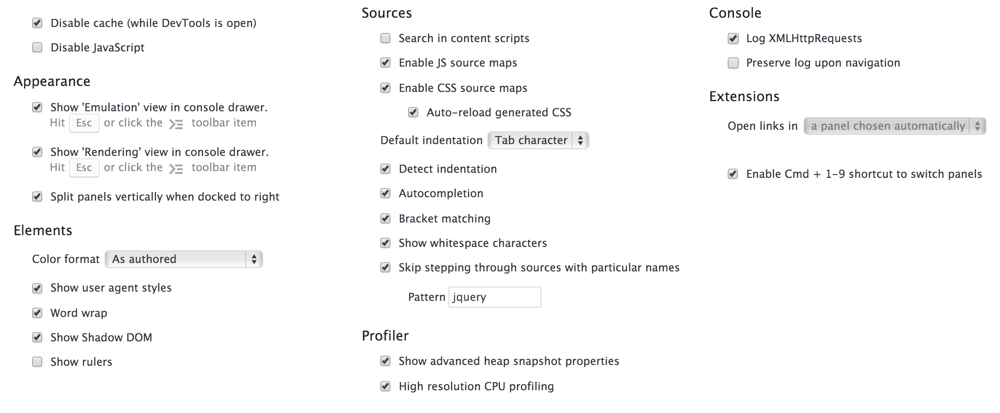 Disable cache (while DevTools is open)
Disable JavaScript
Appearance
Show 'Emulation' view in console drawer.
Hit Esc or click the toolbar item
Show 'Rendering' view in console drawer.
Hit Esc or click the toolbar item
Split panels vertically when docked to right
Elements
Color format As authored
Show user agent styles
Word wrap
Show Shadow DOM
Show rulers
Sources
Search in content scripts
Enable JS source maps
Enable CSS source maps
Auto-reload generated CSS
Default indentation Tab character
Detect indentation
Autocompletion
Bracket matching
Show whitespace characters
Skip stepping through sources with particular names
Pattern jquery
Profiler
Show advanced heap snapshot properties
High resolution CPU profiling
Console
Log XMLHttpRequests
Preserve log upon navigation
Extensions
Open links in a panel chosen automatically
Enable Cmd + 1-9 shortcut to switch panels